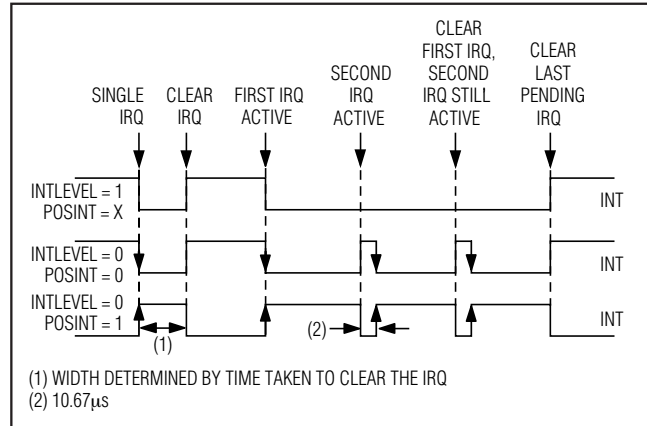 SINGLE
IRQ
CLEAR
IRQ
FIRST IRQ
ACTIVE
SECOND
IRQ
ACTIVE
CLEAR
FIRST IRQ,
SECOND
IRQ STILL
ACTIVE
CLEAR
LAST
PENDING
IRQ
INTLEVEL = 1
POSINT = X
INT
INTLEVEL = 0
POSINT = 0
INT
INTLEVEL = 0
POSINT = 1
INT
(1)
(2)
(1) WIDTH DETERMINED BY TIME TAKEN TO CLEAR THE IRQ
(2) 10.67μs